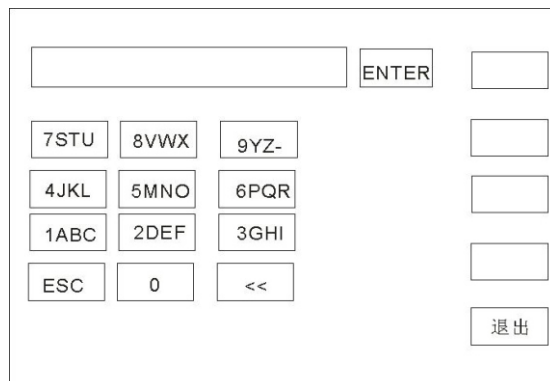 ENTER
7STU 8VWX 9YZ-
4JKL 5MNO 6PQR
1ABC 2DEF 3GHI
ESC 0 <<
退出